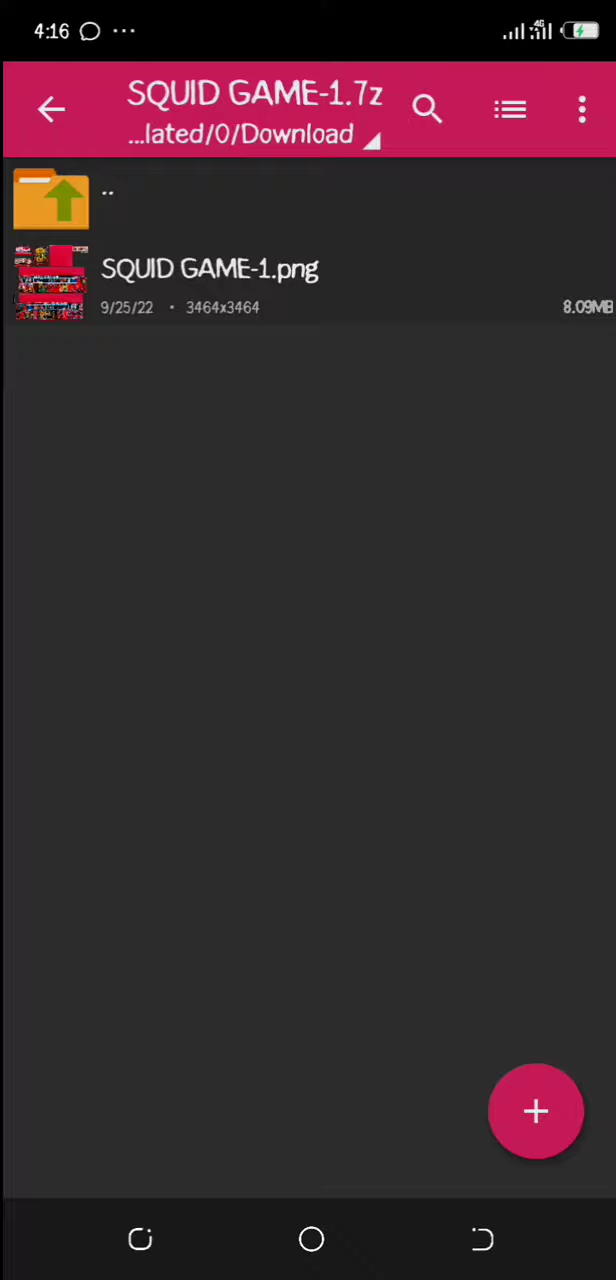 4:16
4G
SQUID GAME-1.7z
...lated/0/Download
..
SQUID GAME-1.png
9/25/22 • 3464x3464
8.09MB